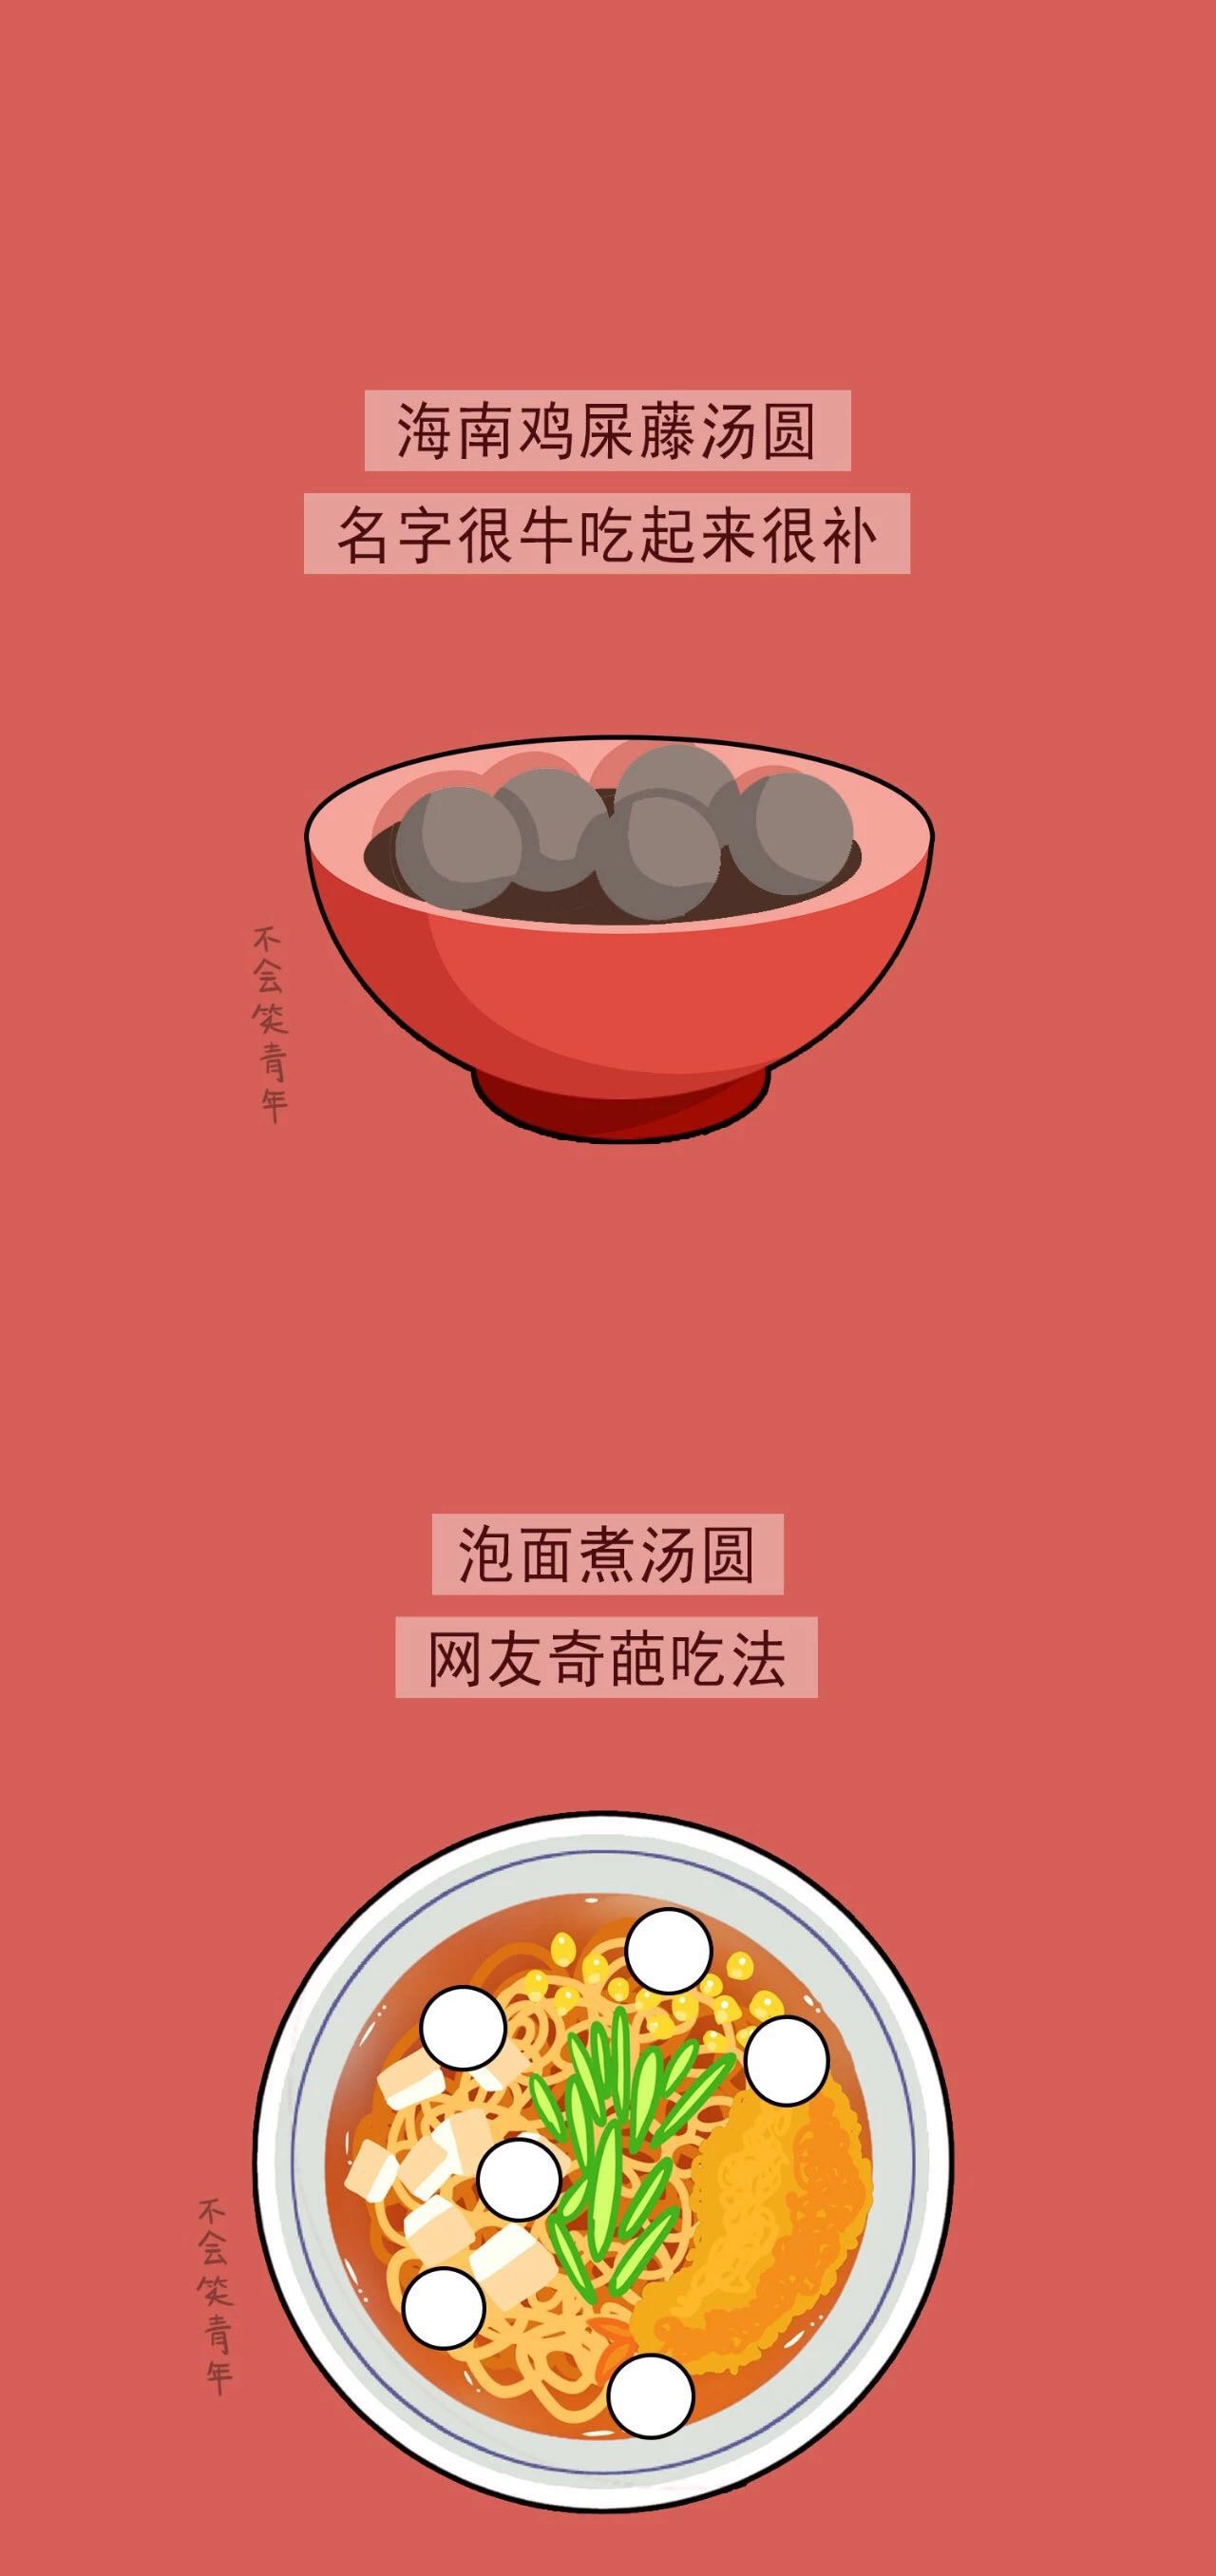 海南鸡屎藤汤圆
名字很牛吃起来很补
不会笑青年
泡面煮汤圆
网友奇葩吃法
不会笑青年